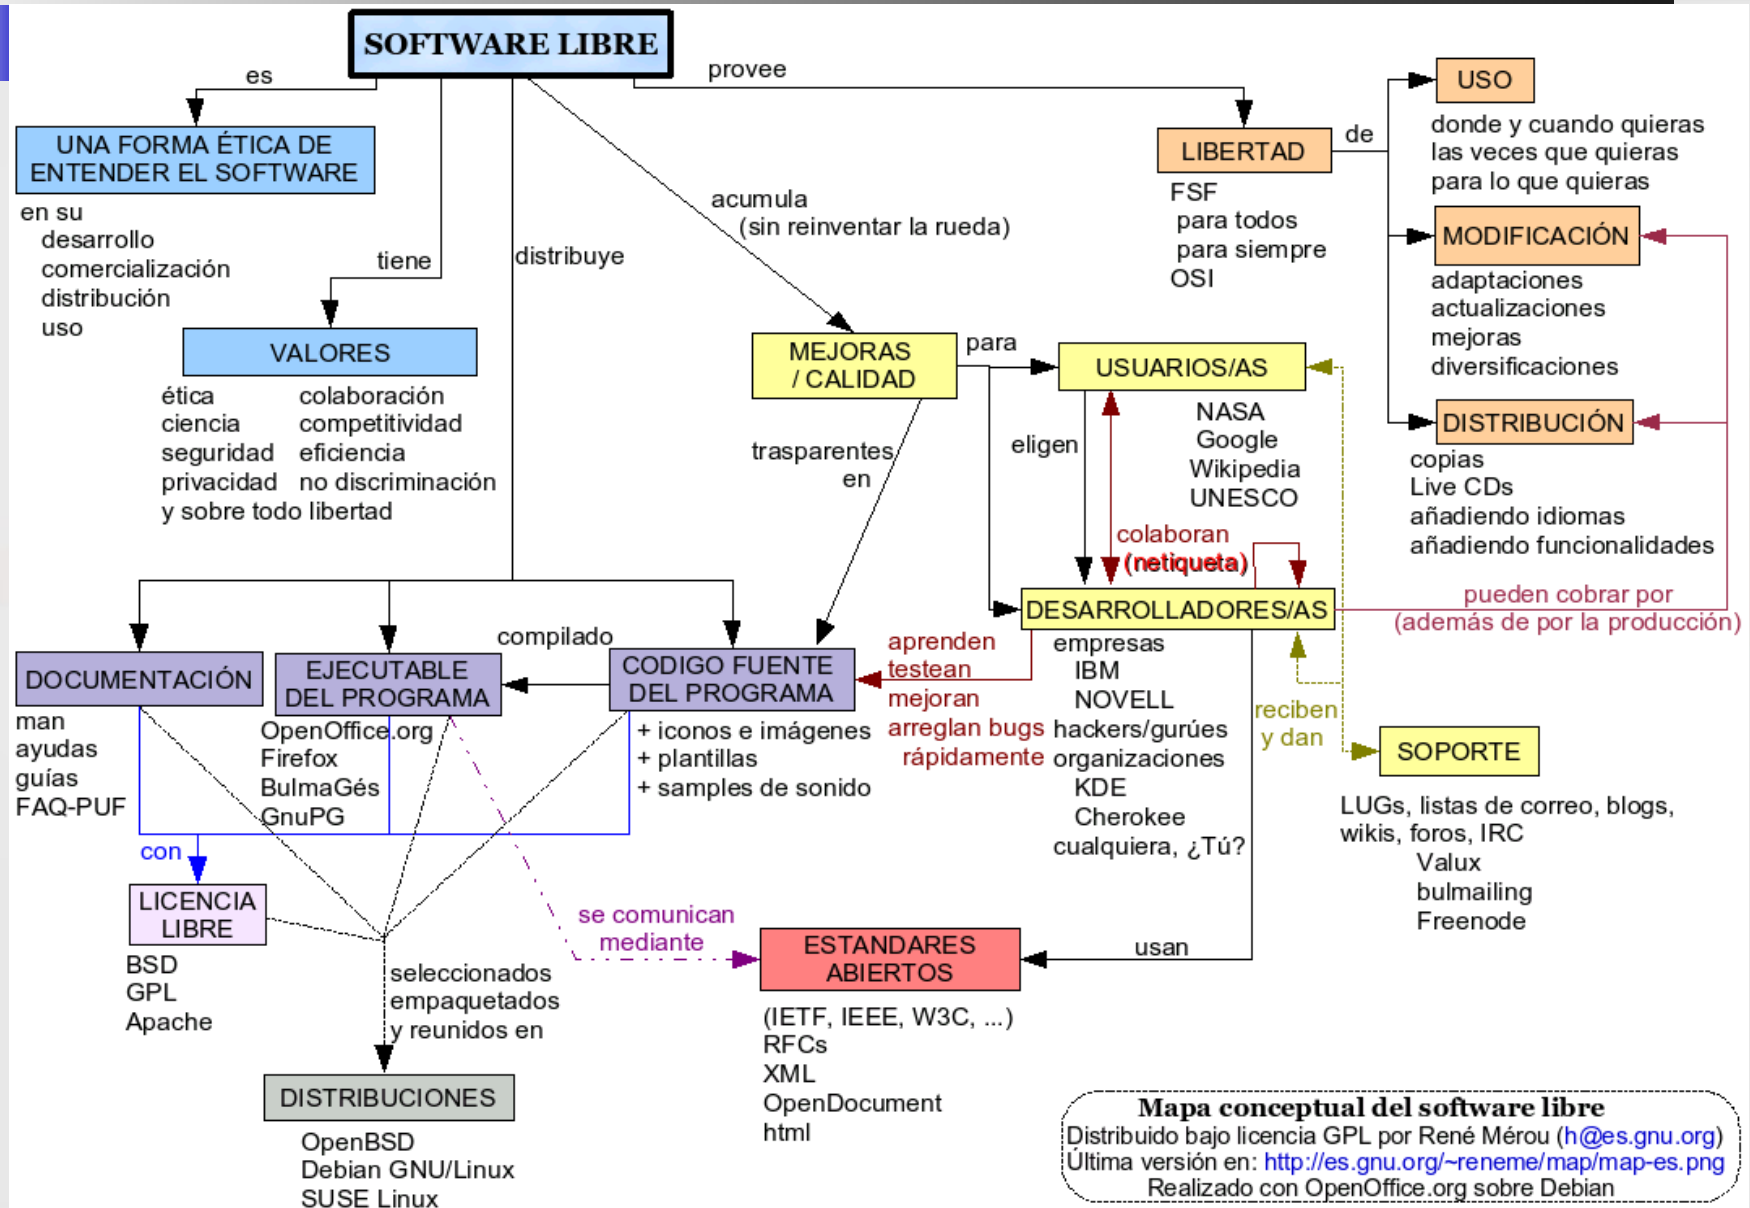 SOFTWARE LIBRE
es
provee
UNA FORMA ÉTICA DE
ENTENDER EL SOFTWARE
en su
desarrollo
comercialización
distribución
uso
tiene
VALORES
ética colaboración
ciencia competitividad
seguridad eficiencia
privacidad no discriminación
y sobre todo libertad
distribuye
acumula
(sin reinventar la rueda)
LIBERTAD
de
FSF
para todos
para siempre
OSI
USO
donde y cuando quieras
las veces que quieras
para lo que quieras
MODIFICACIÓN
adaptaciones
actualizaciones
mejoras
diversificaciones
DISTRIBUCIÓN
copias
Live CDs
añadiendo idiomas
añadiendo funcionalidades
MEJORAS
/ CALIDAD
para
USUARIOS/AS
NASA
Google
Wikipedia
UNESCO
eligen
trasparentes
en
colaboran
(netiqueta)
DESARROLLADORES/AS
pueden cobrar por
(además de por la producción)
empresas
IBM
NOVELL
hackers/gurúes
organizaciones
KDE
Cherokee
cualquiera, ¿Tú?
aprenden
testean
mejoran
arreglan bugs
rápidamente
reciben
y dan
SOPORTE
LUGs, listas de correo, blogs,
wikis, foros, IRC
Valux
bulmailing
Freenode
DOCUMENTACIÓN
man
ayudas
guías
FAQ-PUF
EJECUTABLE
DEL PROGRAMA
OpenOffice.org
Firefox
BulmaGés
GnuPG
compilado
CODIGO FUENTE
DEL PROGRAMA
+ iconos e imágenes
+ plantillas
+ samples de sonido
con
LICENCIA
LIBRE
BSD
GPL
Apache
seleccionados
empaquetados
y reunidos en
DISTRIBUCIONES
OpenBSD
Debian GNU/Linux
SUSE Linux
se comunican
mediante
ESTANDARES
ABIERTOS
usan
(IETF, IEEE, W3C, ...)
RFCs
XML
OpenDocument
html
Mapa conceptual del software libre
Distribuido bajo licencia GPL por René Mérou (h@es.gnu.org)
Última versión en: http://es.gnu.org/~reneme/map/map-es.png
Realizado con OpenOffice.org sobre Debian